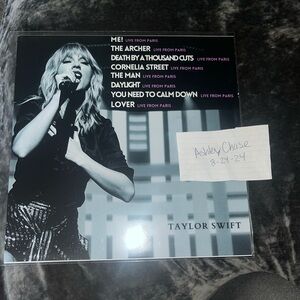 ME! LIVE FROM PARIS
THE ARCHER LIVE FROM PARIS
DEATH BY A THOUSAND CUTS LIVE FROM PARIS
CORNELIA STREET LIVE FROM PARIS
THE MAN LIVE FROM PARIS
DAYLIGHT LIVE FROM PARIS
YOU NEED TO CALM DOWN LIVE FROM PARIS
LOVER LIVE FROM PARIS
Ashley Chase
8-24-24
TAYLOR SWIFT